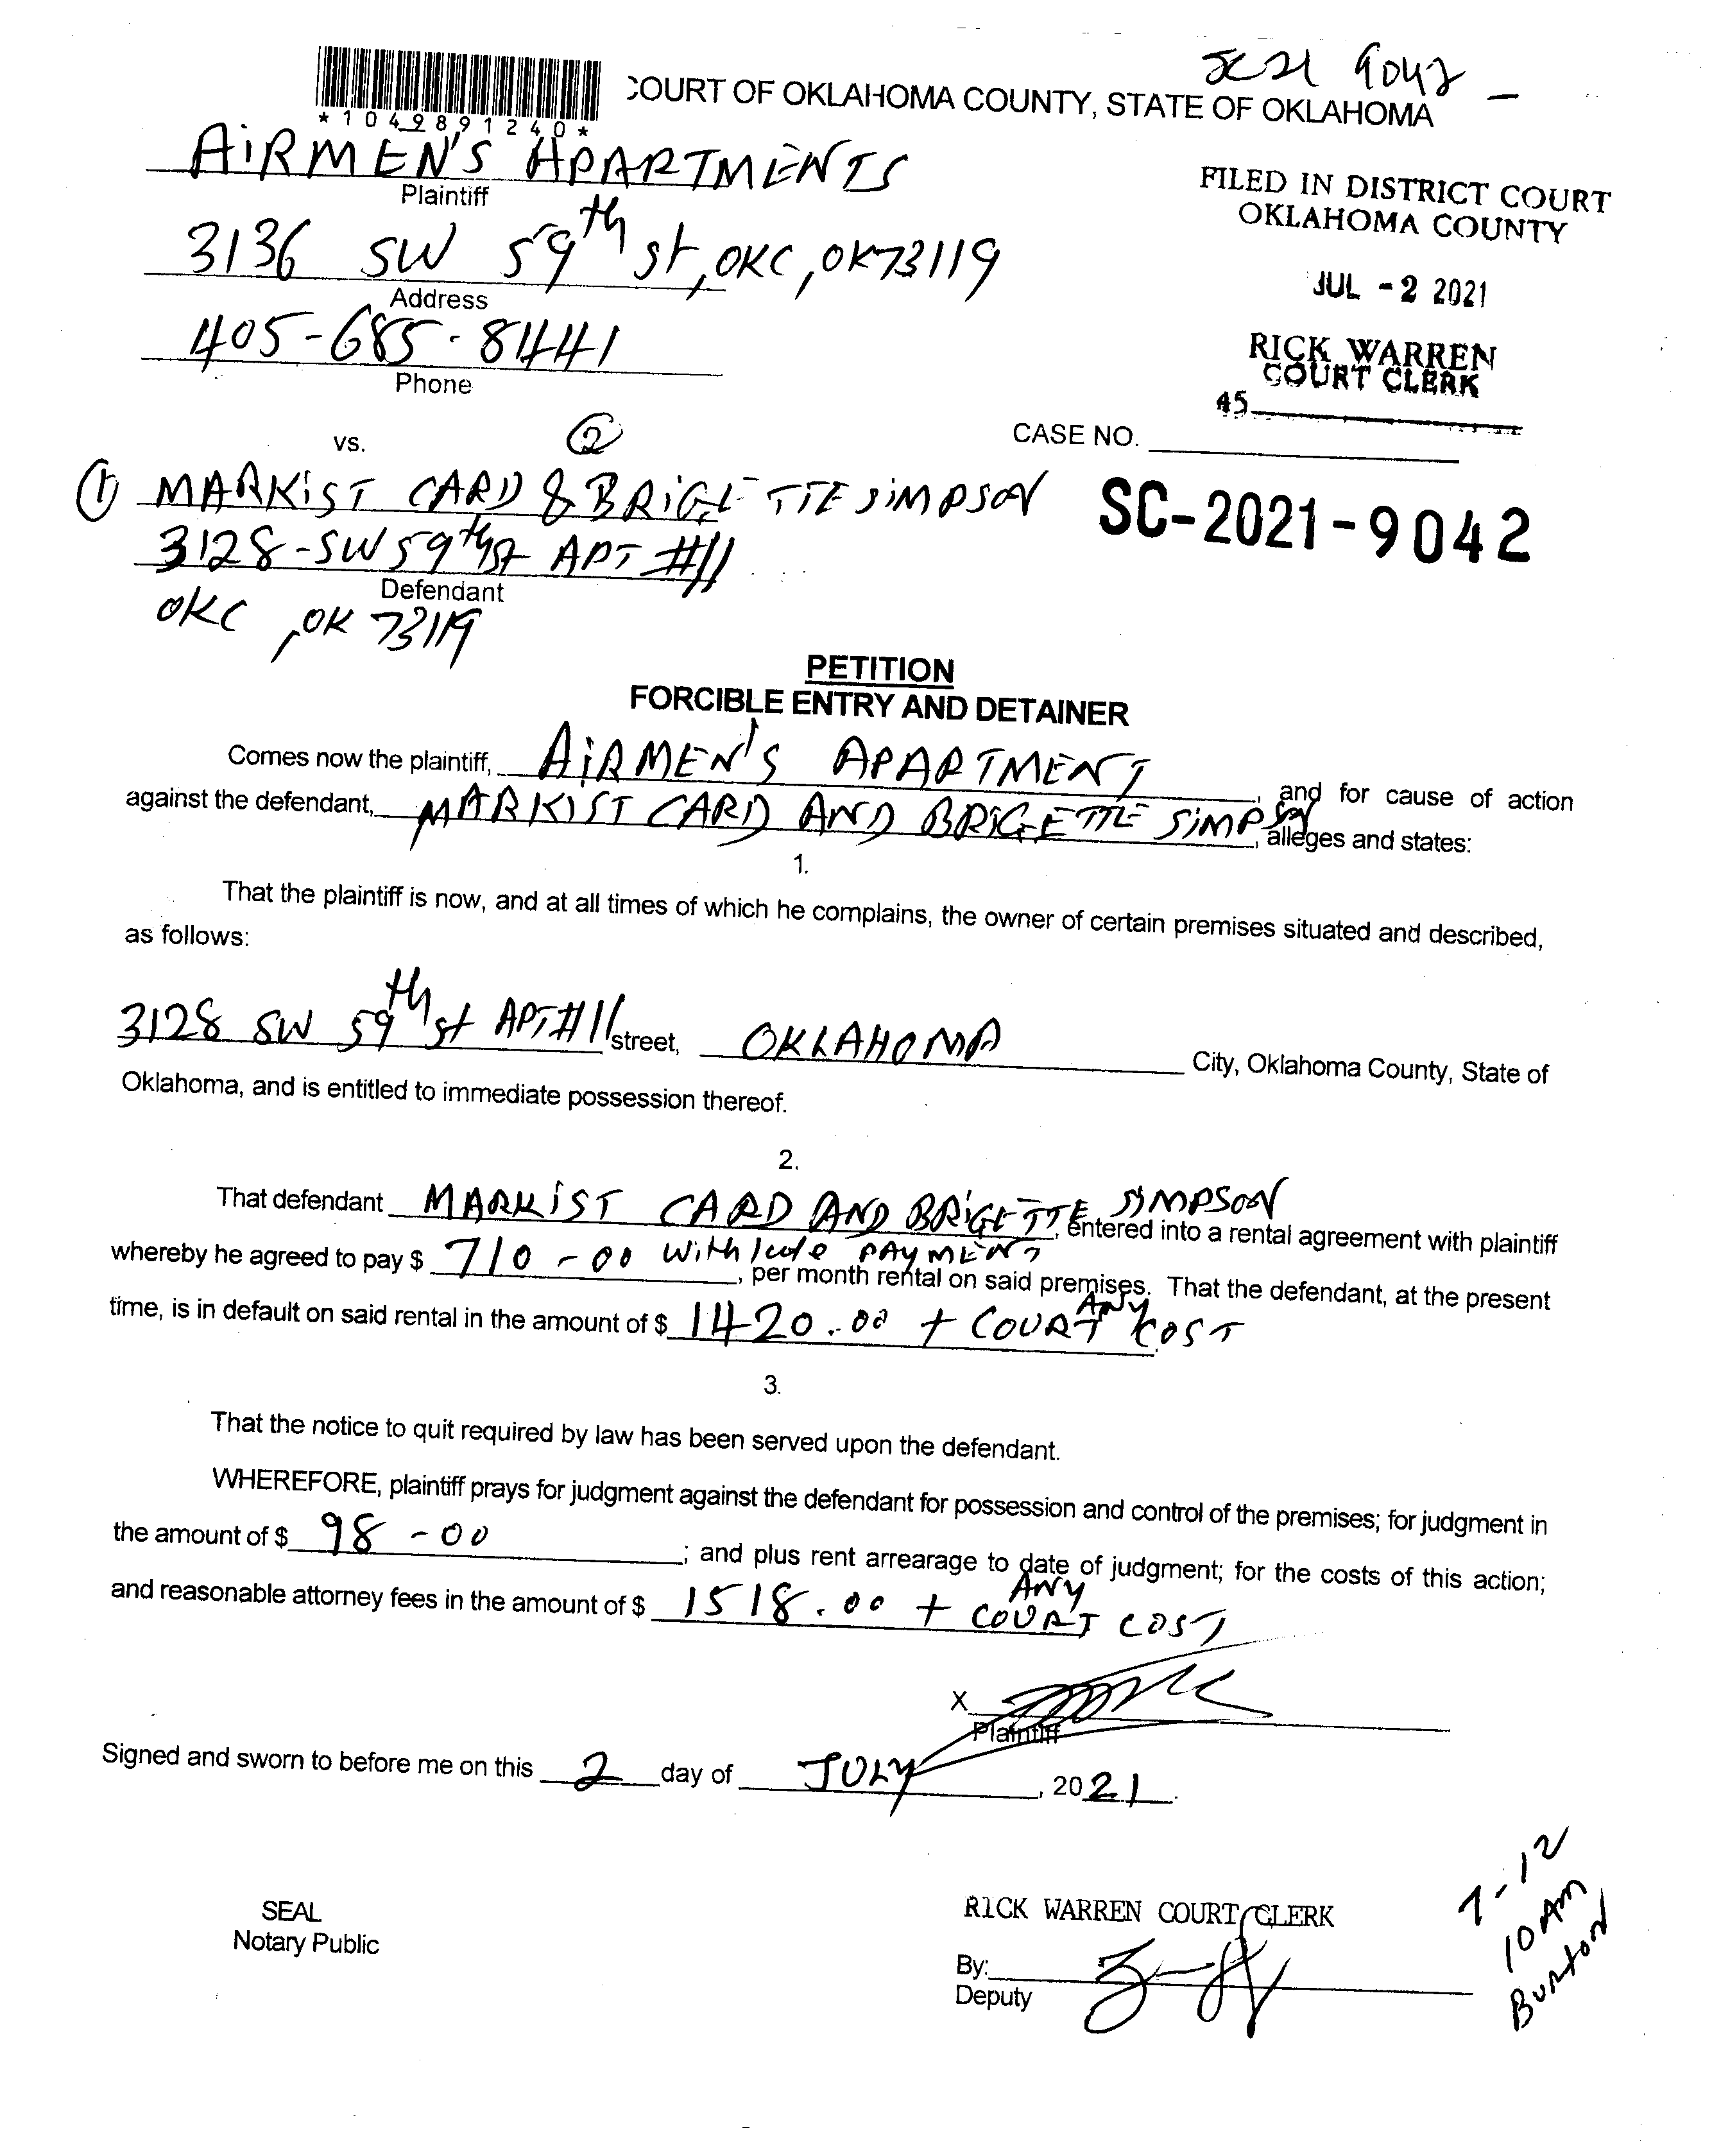 SC21 9042 -
COURT OF OKLAHOMA COUNTY, STATE OF OKLAHOMA
*1049891240*
AiRMEN'S APARTMENTS
Plaintiff
FILED IN DISTRICT COURT
OKLAHOMA COUNTY
3136 SW 59th st, OKC, OK 73119
Address
JUL -2 2021
405-685-8441
Phone
RICK WARREN
COURT CLERK
45
vs.
2
CASE NO.
1 MARKiST CARD & BRiGETTE SiMPSON
SC-2021-9042
3128-SW 59th st APT #11
Defendant
OKC, OK 73119
PETITION
FORCIBLE ENTRY AND DETAINER
Comes now the plaintiff, AiRMEN'S APARTMENT, and for cause of action
against the defendant, MARKIST CARD AND BRiGETTE SiMPSON, alleges and states:
1.
That the plaintiff is now, and at all times of which he complains, the owner of certain premises situated and described,
as follows:
3128 SW 59th st APT#11 street, OKLAHOMA City, Oklahoma County, State of
Oklahoma, and is entitled to immediate possession thereof.
2.
That defendant MARKiST CARD AND BRiGETTE SiMPSON, entered into a rental agreement with plaintiff
whereby he agreed to pay $ 710-00 With late PAYMENT, per month rental on said premises. That the defendant, at the present
time, is in default on said rental in the amount of $ 1420.00 + ANY COURT COST.
3.
That the notice to quit required by law has been served upon the defendant.
WHEREFORE, plaintiff prays for judgment against the defendant for possession and control of the premises; for judgment in
the amount of $ 98-00; and plus rent arrearage to date of judgment; for the costs of this action;
and reasonable attorney fees in the amount of $ 1518.00 + ANY COURT COST
X
Plaintiff
Signed and sworn to before me on this 2 day of JULY, 2021.
7-12
10 Am
Burton
SEAL
Notary Public
RICK WARREN COURT CLERK
By:
Deputy